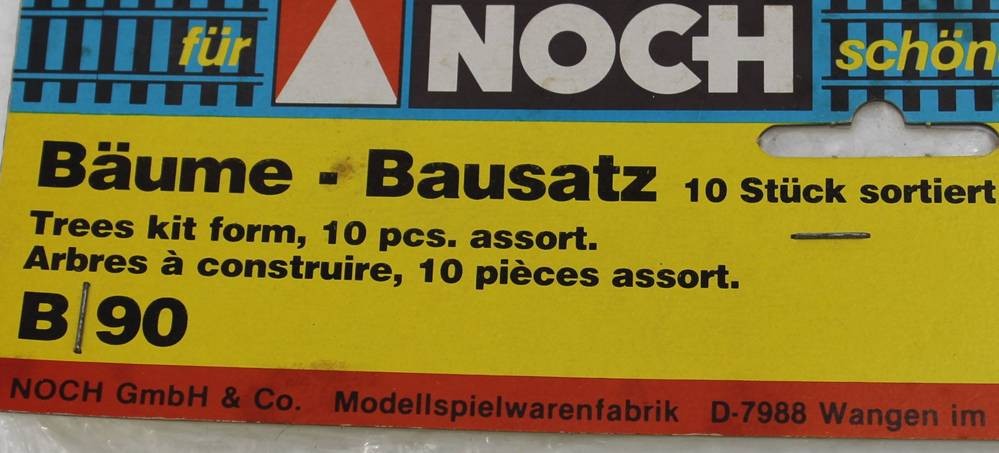 für NOCH schön
Bäume - Bausatz 10 Stück sortiert
Trees kit form, 10 pcs. assort.
Arbres à construire, 10 pièces assort.
B 90
NOCH GmbH & Co. Modellspielwarenfabrik D-7988 Wangen im